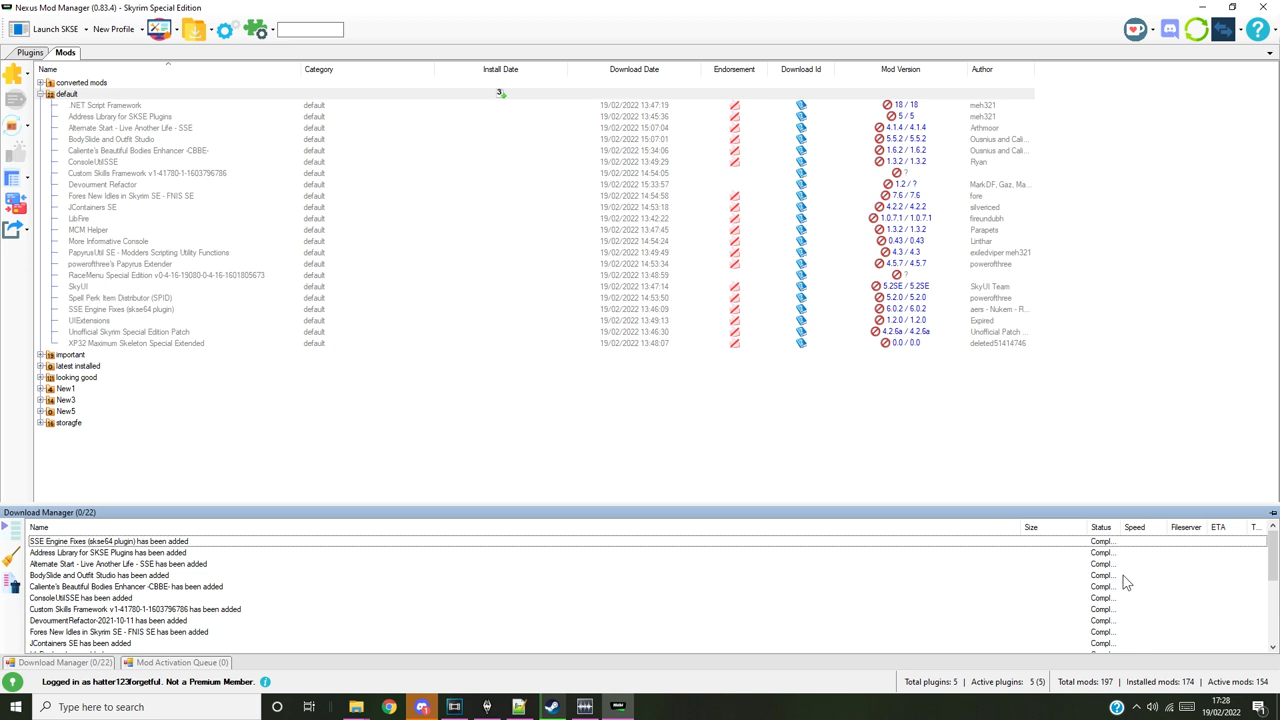 Nexus Mod Manager (0.83.4) - Skyrim Special Edition
Launch SKSE New Profile
Plugins Mods
Name Category Install Date Download Date Endorsement Download Id Mod Version Author
converted mods
default 3
.NET Script Framework default 19/02/2022 13:47:19 18 / 18 meh321
Address Library for SKSE Plugins default 19/02/2022 13:45:36 5 / 5 meh321
Alternate Start - Live Another Life - SSE default 19/02/2022 15:07:04 4.1.4 / 4.1.4 Arthmoor
BodySlide and Outfit Studio default 19/02/2022 15:07:01 5.5.2 / 5.5.2 Ousnius and Cali...
Caliente's Beautiful Bodies Enhancer -CBBE- default 19/02/2022 15:34:06 1.6.2 / 1.6.2 Ousnius and Cali...
ConsoleUtilSSE default 19/02/2022 13:49:29 1.3.2 / 1.3.2 Ryan
Custom Skills Framework v1-41780-1-1603796786 default 19/02/2022 14:54:05 ?
Devourment Refactor default 19/02/2022 15:33:57 1.2 / ? MarkDF, Gaz, Ma...
Fores New Idles in Skyrim SE - FNIS SE default 19/02/2022 14:54:58 7.6 / 7.6 fore
JContainers SE default 19/02/2022 14:53:18 4.2.2 / 4.2.2 silvericed
LibFire default 19/02/2022 13:42:22 1.0.7.1 / 1.0.7.1 fireundubh
MCM Helper default 19/02/2022 13:47:45 1.3.2 / 1.3.2 Parapets
More Informative Console default 19/02/2022 14:54:24 0.43 / 0.43 Linthar
PapyrusUtil SE - Modders Scripting Utility Functions default 19/02/2022 13:49:49 4.3 / 4.3 exiledviper meh321
powerofthree's Papyrus Extender default 19/02/2022 14:53:34 4.5.7 / 4.5.7 powerofthree
RaceMenu Special Edition v0-4-16-19080-0-4-16-1601805673 default 19/02/2022 13:48:59 ?
SkyUI default 19/02/2022 13:47:14 5.2SE / 5.2SE SkyUI Team
Spell Perk Item Distributor (SPID) default 19/02/2022 14:53:50 5.2.0 / 5.2.0 powerofthree
SSE Engine Fixes (skse64 plugin) default 19/02/2022 13:46:09 6.0.2 / 6.0.2 aers - Nukem - R...
UIExtensions default 19/02/2022 13:49:13 1.2.0 / 1.2.0 Expired
Unofficial Skyrim Special Edition Patch default 19/02/2022 13:46:30 4.2.6a / 4.2.6a Unofficial Patch ...
XP32 Maximum Skeleton Special Extended default 19/02/2022 13:48:07 0.0 / 0.0 deleted51414746
important
latest installed
looking good
New1
New3
New5
storagfe
Download Manager (0/22)
Name Size Status Speed Fileserver ETA T...
SSE Engine Fixes (skse64 plugin) has been added Compl...
Address Library for SKSE Plugins has been added Compl...
Alternate Start - Live Another Life - SSE has been added Compl...
BodySlide and Outfit Studio has been added Compl...
Caliente's Beautiful Bodies Enhancer -CBBE- has been added Compl...
ConsoleUtilSSE has been added Compl...
Custom Skills Framework v1-41780-1-1603796786 has been added Compl...
DevourmentRefactor-2021-10-11 has been added Compl...
Fores New Idles in Skyrim SE - FNIS SE has been added Compl...
JContainers SE has been added Compl...
Download Manager (0/22) Mod Activation Queue (0)
Logged in as hatter123forgetful. Not a Premium Member. Total plugins: 5 Active plugins: 5 (5) Total mods: 197 Installed mods: 174 Active mods: 154
Type here to search 17:28
19/02/2022